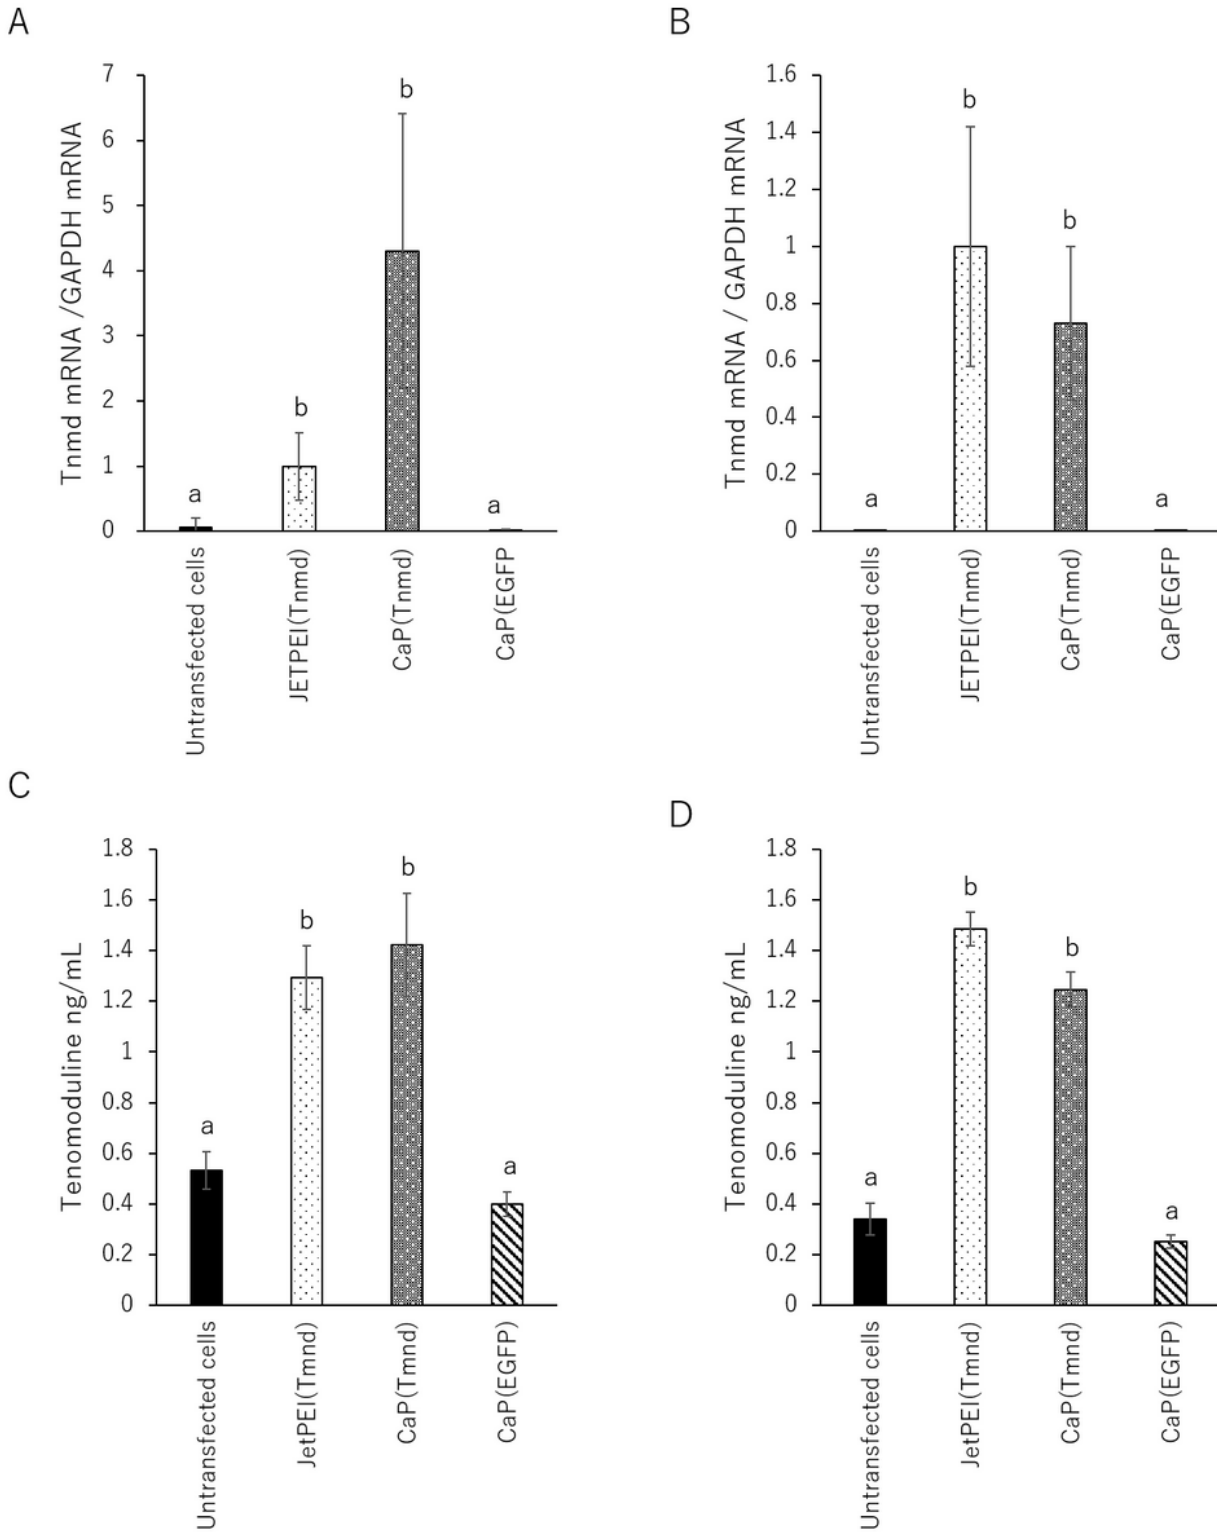 A
Tnmd mRNA /GAPDH mRNA
7
6
5
4
3
2
1
0
a
b
b
a
Untransfected cells
JETPEI(Tnmd)
CaP(Tnmd)
CaP(EGFP
B
Tnmd mRNA / GAPDH mRNA
1.6
1.4
1.2
1
0.8
0.6
0.4
0.2
0
a
b
b
a
Untransfected cells
JETPEI(Tnmd)
CaP(Tnmd)
CaP(EGFP
C
Tenomoduline ng/mL
1.8
1.6
1.4
1.2
1
0.8
0.6
0.4
0.2
0
a
b
b
a
Untransfected cells
JetPEI(Tmnd)
CaP(Tmnd)
CaP(EGFP)
D
Tenomoduline ng/mL
1.8
1.6
1.4
1.2
1
0.8
0.6
0.4
0.2
0
a
b
b
a
Untransfected cells
JetPEI(Tmnd)
CaP(Tmnd)
CaP(EGFP)